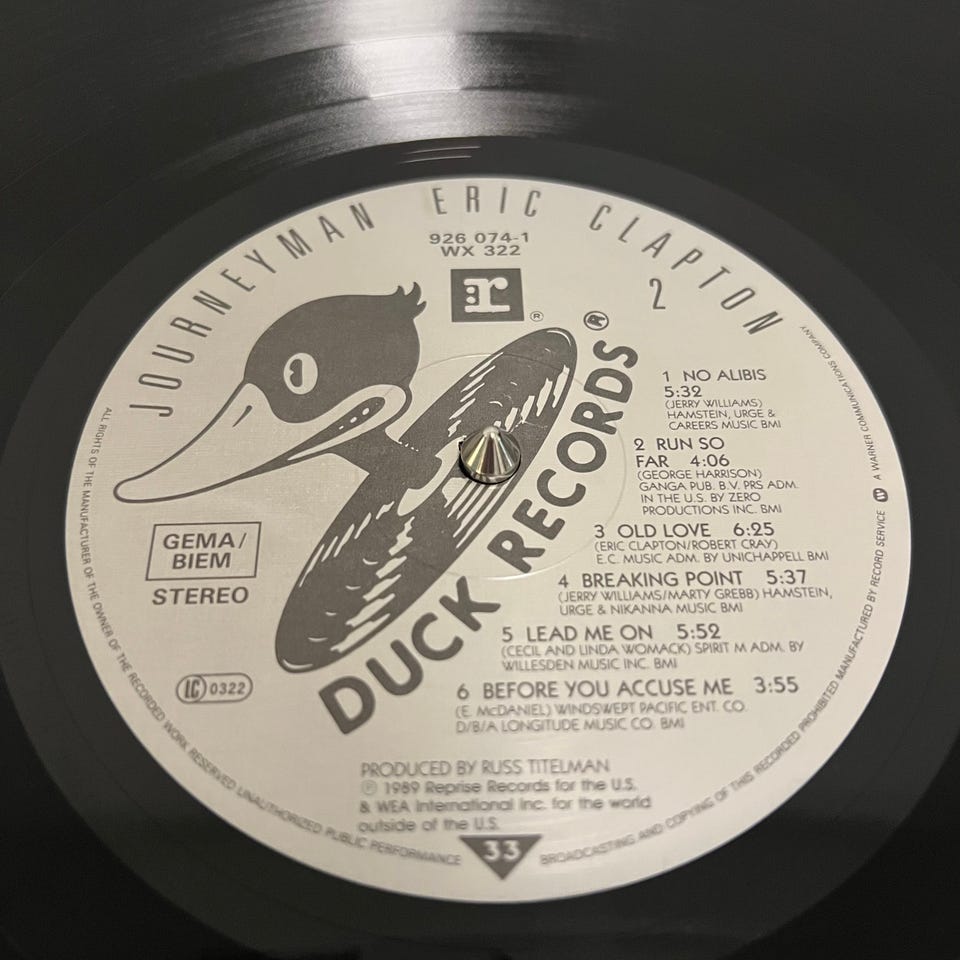 JOURNEYMAN ERIC CLAPTON
926 074-1
WX 322
r
®
2
DUCK RECORDS®
1 NO ALIBIS
5:32
(JERRY WILLIAMS)
HAMSTEIN, URGE &
CAREERS MUSIC BMI
2 RUN SO
FAR 4:06
(GEORGE HARRISON)
GANGA PUB. B.V. PRS ADM.
IN THE U.S. BY ZERO
PRODUCTIONS INC. BMI
3 OLD LOVE 6:25
(ERIC CLAPTON/ROBERT CRAY)
E.C. MUSIC ADM. BY UNICHAPPELL BMI
4 BREAKING POINT 5:37
(JERRY WILLIAMS/MARTY GREBB) HAMSTEIN,
URGE & NIKANNA MUSIC BMI
5 LEAD ME ON 5:52
(CECIL AND LINDA WOMACK) SPIRIT M ADM. BY
WILLESDEN MUSIC INC. BMI
6 BEFORE YOU ACCUSE ME 3:55
(E. McDANIEL) WINDSWEPT PACIFIC ENT. CO.
D/B/A LONGITUDE MUSIC CO. BMI
GEMA/
BIEM
STEREO
LC 0322
PRODUCED BY RUSS TITELMAN
℗ 1989 Reprise Records for the U.S.
& WEA International Inc. for the world
outside of the U.S.
33
ALL RIGHTS OF THE MANUFACTURER OF THE OWNER OF THE RECORDED WORK RESERVED UNAUTHORIZED PUBLIC PERFORMANCE
BROADCASTING AND COPYING OF THIS RECORDED PROHIBITED MANUFACTURED BY RECORD SERVICE A WARNER COMMUNICATIONS COMPANY